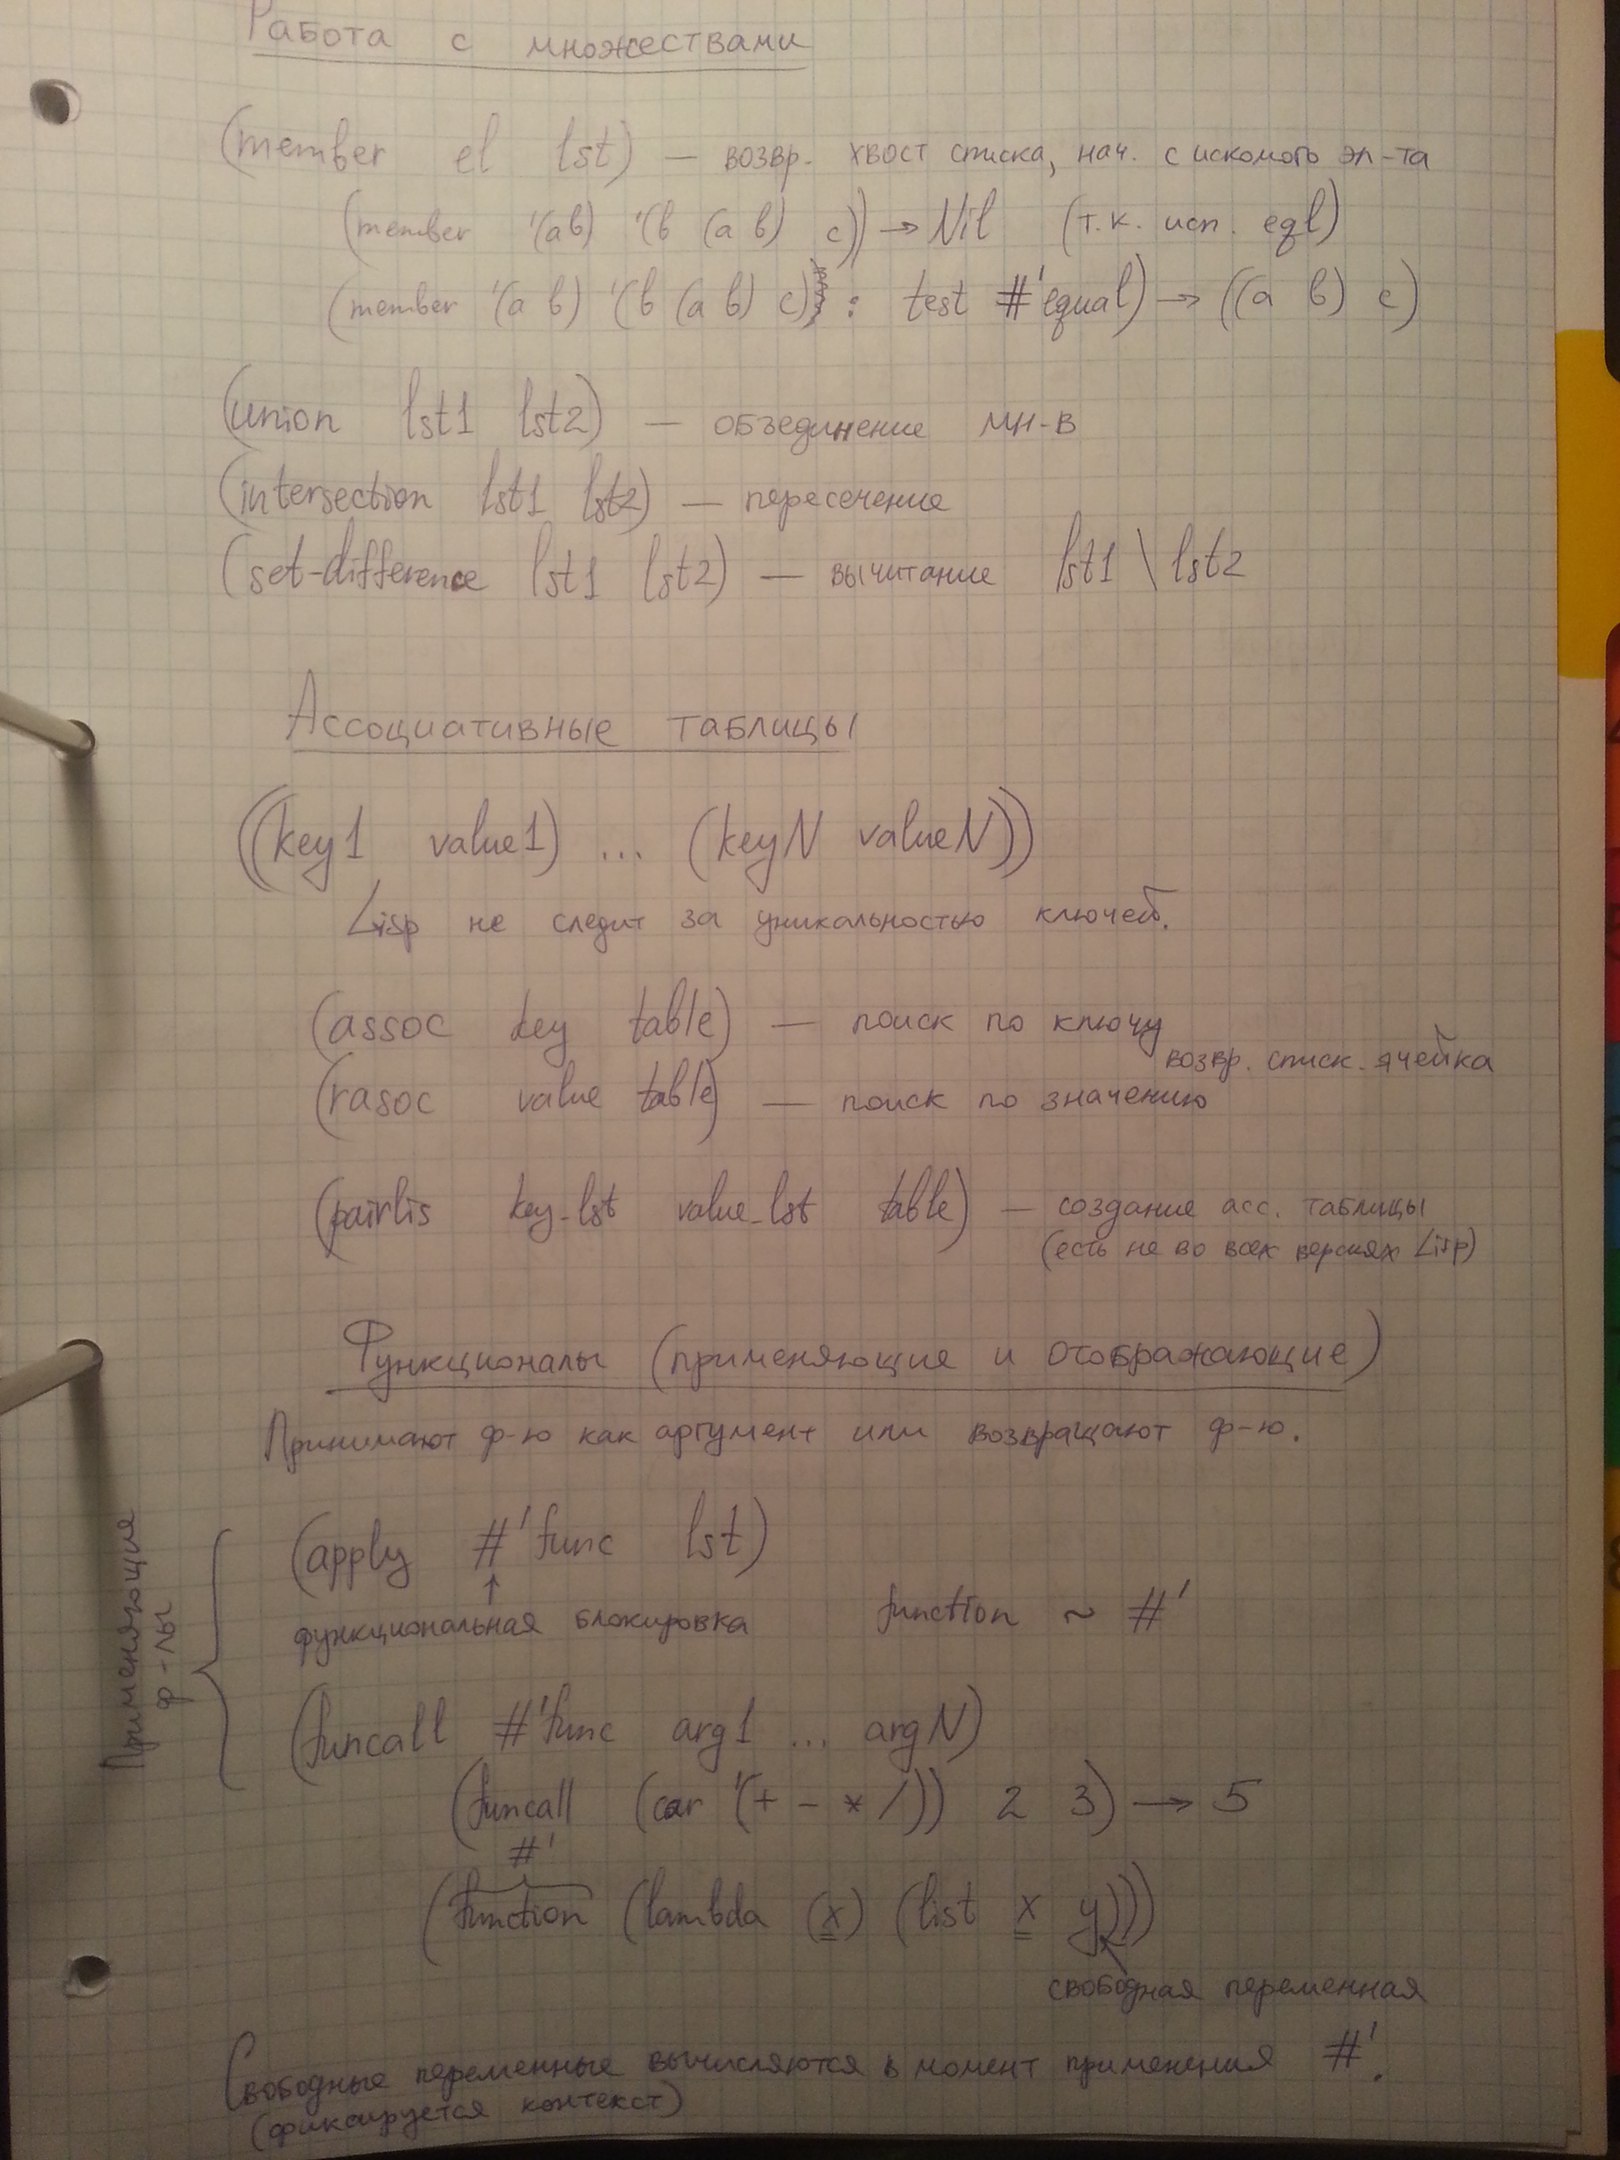 Работа с множествами
(member el lst) — возвр. хвост списка, нач. с искомого эл-та
(member '(a b) '(b (a b) c)) → Nil (т.к. исп. eql)
(member '(a b) '(b (a b) c) : test #'equal) → ((a b) c)
(union lst1 lst2) — объединение мн-в
(intersection lst1 lst2) — пересечение
(set-difference lst1 lst2) — вычитание lst1 \ lst2
Ассоциативные таблицы
((key1 value1) ... (keyN valueN))
Lisp не следит за уникальностью ключей.
(assoc key table) — поиск по ключу
возвр. списк. ячейка
(rasoc value table) — поиск по значению
(pairlis key_lst value_lst table) — создание асс. таблицы
(есть не во всех версиях Lisp)
Функционалы (применяющие и отображающие)
Принимают ф-ю как аргумент или возвращают ф-ю.
Применяющие
ф-лы
(apply #'func lst)
↑
функциональная блокировка function ~ #'
(funcall #'func arg1 ... argN)
(funcall (car '(+ - * /)) 2 3) → 5
#'
(function (lambda (x) (list x y)))
свободная переменная
Свободные переменные вычисляются в момент применения #'.
(фиксируется контекст)